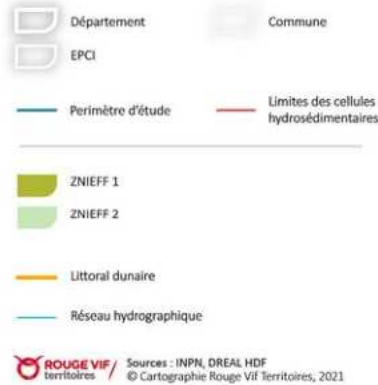 Département
Commune
EPCI
Perimètre d'étude
Limites des cellules
hydrosédimentaires
ZNIEFF 1
ZNIEFF 2
Littoral dunaire
Réseau hydrographique
ROUGE VIF/
territoires
Sources : INPN, DREAL HDF
© Cartographie Rouge Vif Territoires, 2021